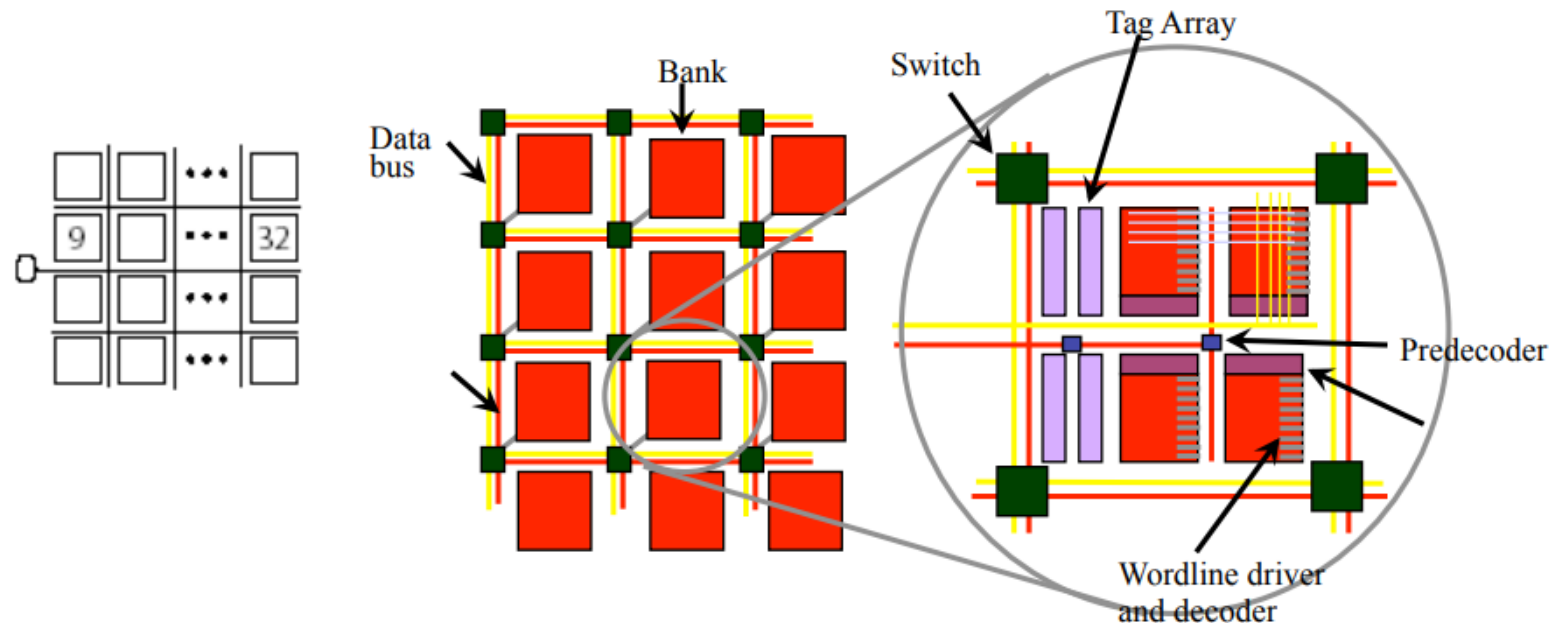 Tag Array
Switch
Bank
Data
bus
9
32
Predecoder
Wordline driver
and decoder